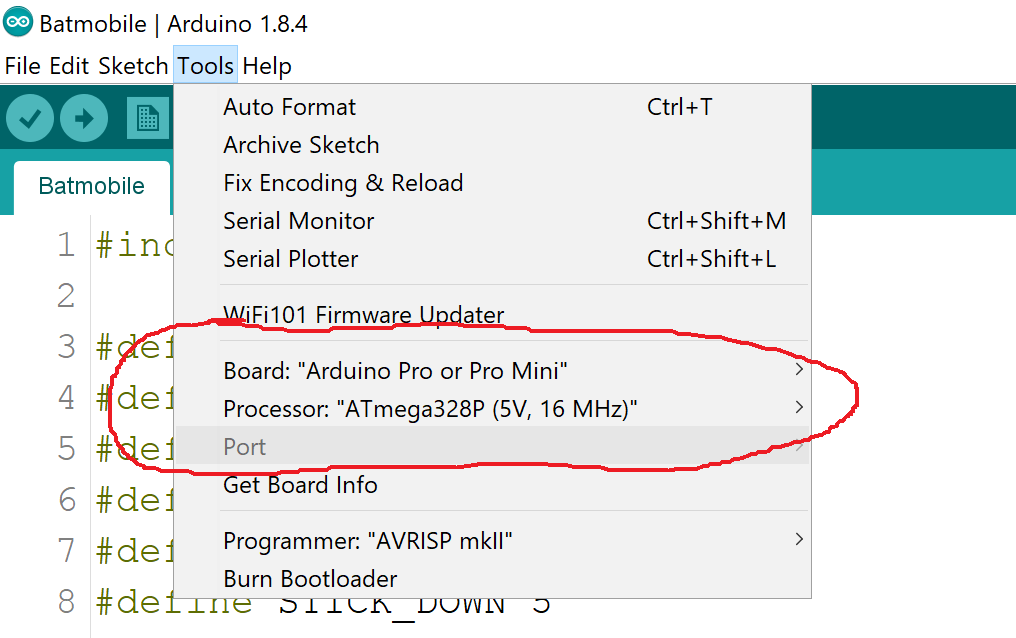 Batmobile | Arduino 1.8.4
File Edit Sketch Tools Help
Auto Format Ctrl+T
Archive Sketch
Fix Encoding & Reload
Serial Monitor Ctrl+Shift+M
Serial Plotter Ctrl+Shift+L
WiFi101 Firmware Updater
Board: "Arduino Pro or Pro Mini"
Processor: "ATmega328P (5V, 16 MHz)"
Port
Get Board Info
Programmer: "AVRISP mkII"
Burn Bootloader
Batmobile
1 #inc
2
3 #def
4 #def
5 #def
6 #def
7 #def
8 #define STICK_DOWN 5